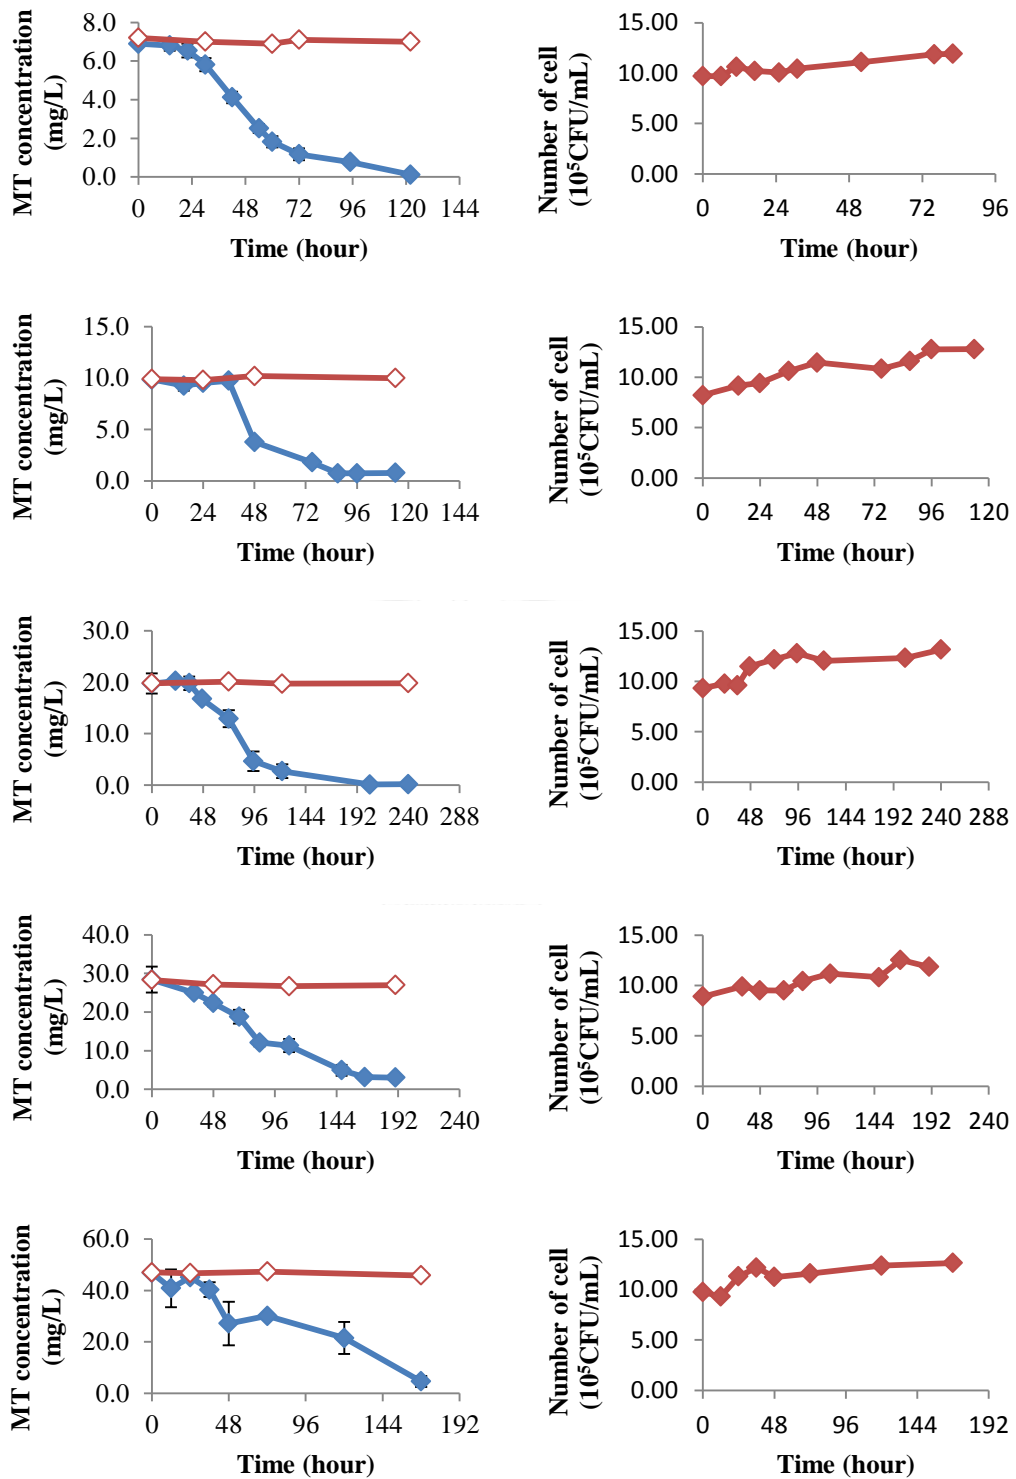 MT concentration
(mg/L)
8.0
6.0
4.0
2.0
0.0
0 24 48 72 96 120 144
Time (hour)
Number of cell
(10⁵CFU/mL)
15.00
10.00
5.00
0.00
0 24 48 72 96
Time (hour)
MT concentration
(mg/L)
15.0
10.0
5.0
0.0
0 24 48 72 96 120 144
Time (hour)
Number of cell
(10⁵CFU/mL)
15.00
10.00
5.00
0.00
0 24 48 72 96 120
Time (hour)
MT concentration
(mg/L)
30.0
20.0
10.0
0.0
0 48 96 144 192 240 288
Time (hour)
Number of cell
(10⁵CFU/mL)
15.00
10.00
5.00
0.00
0 48 96 144 192 240 288
Time (hour)
MT concentration
(mg/L)
40.0
30.0
20.0
10.0
0.0
0 48 96 144 192 240
Time (hour)
Number of cell
(10⁵CFU/mL)
15.00
10.00
5.00
0.00
0 48 96 144 192 240
Time (hour)
MT concentration
(mg/L)
60.0
40.0
20.0
0.0
0 48 96 144 192
Time (hour)
Number of cell
(10⁵CFU/mL)
15.00
10.00
5.00
0.00
0 48 96 144 192
Time (hour)